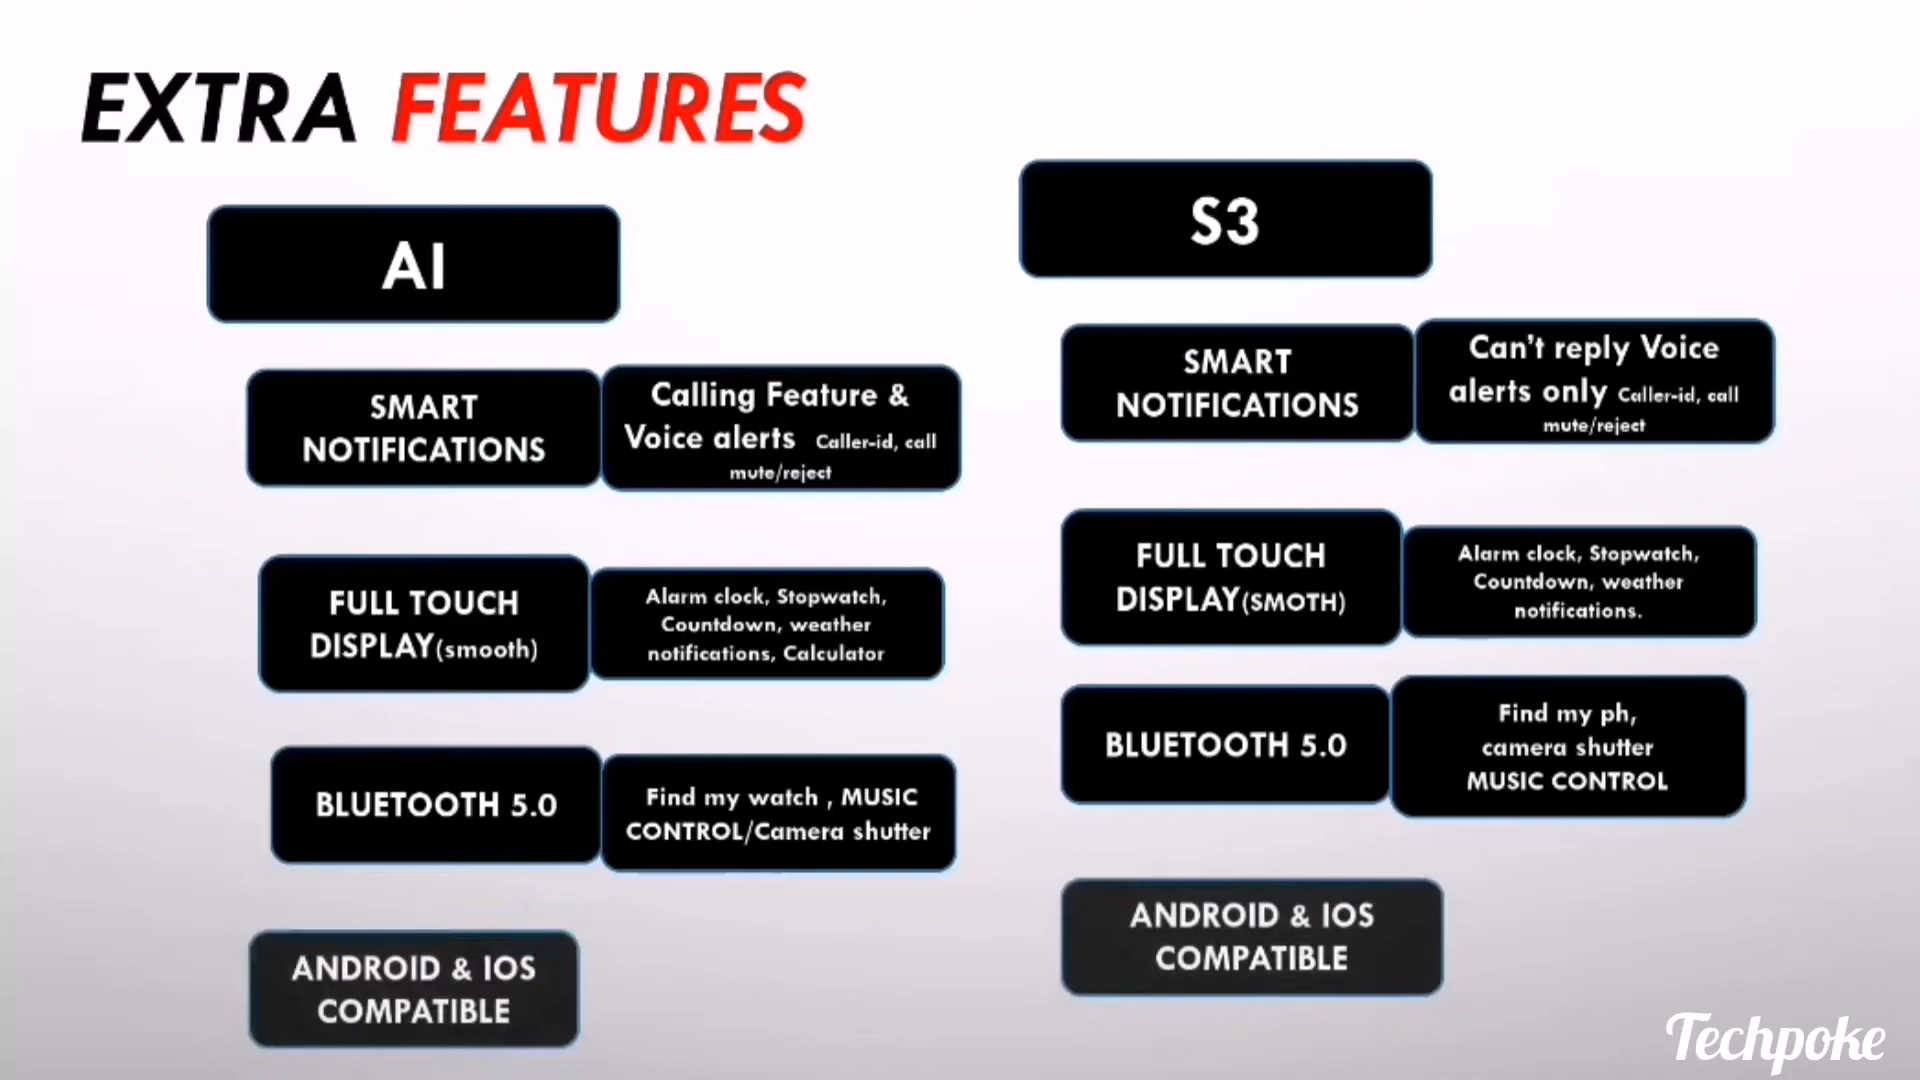 EXTRA FEATURES
AI
SMART
NOTIFICATIONS
Calling Feature &
Voice alerts Caller-id, call
mute/reject
FULL TOUCH
DISPLAY(smooth)
Alarm clock, Stopwatch,
Countdown, weather
notifications, Calculator
BLUETOOTH 5.0
Find my watch , MUSIC
CONTROL/Camera shutter
ANDROID & IOS
COMPATIBLE
S3
SMART
NOTIFICATIONS
Can't reply Voice
alerts only Caller-id, call
mute/reject
FULL TOUCH
DISPLAY(SMOTH)
Alarm clock, Stopwatch,
Countdown, weather
notifications.
BLUETOOTH 5.0
Find my ph,
camera shutter
MUSIC CONTROL
ANDROID & IOS
COMPATIBLE
Techpoke